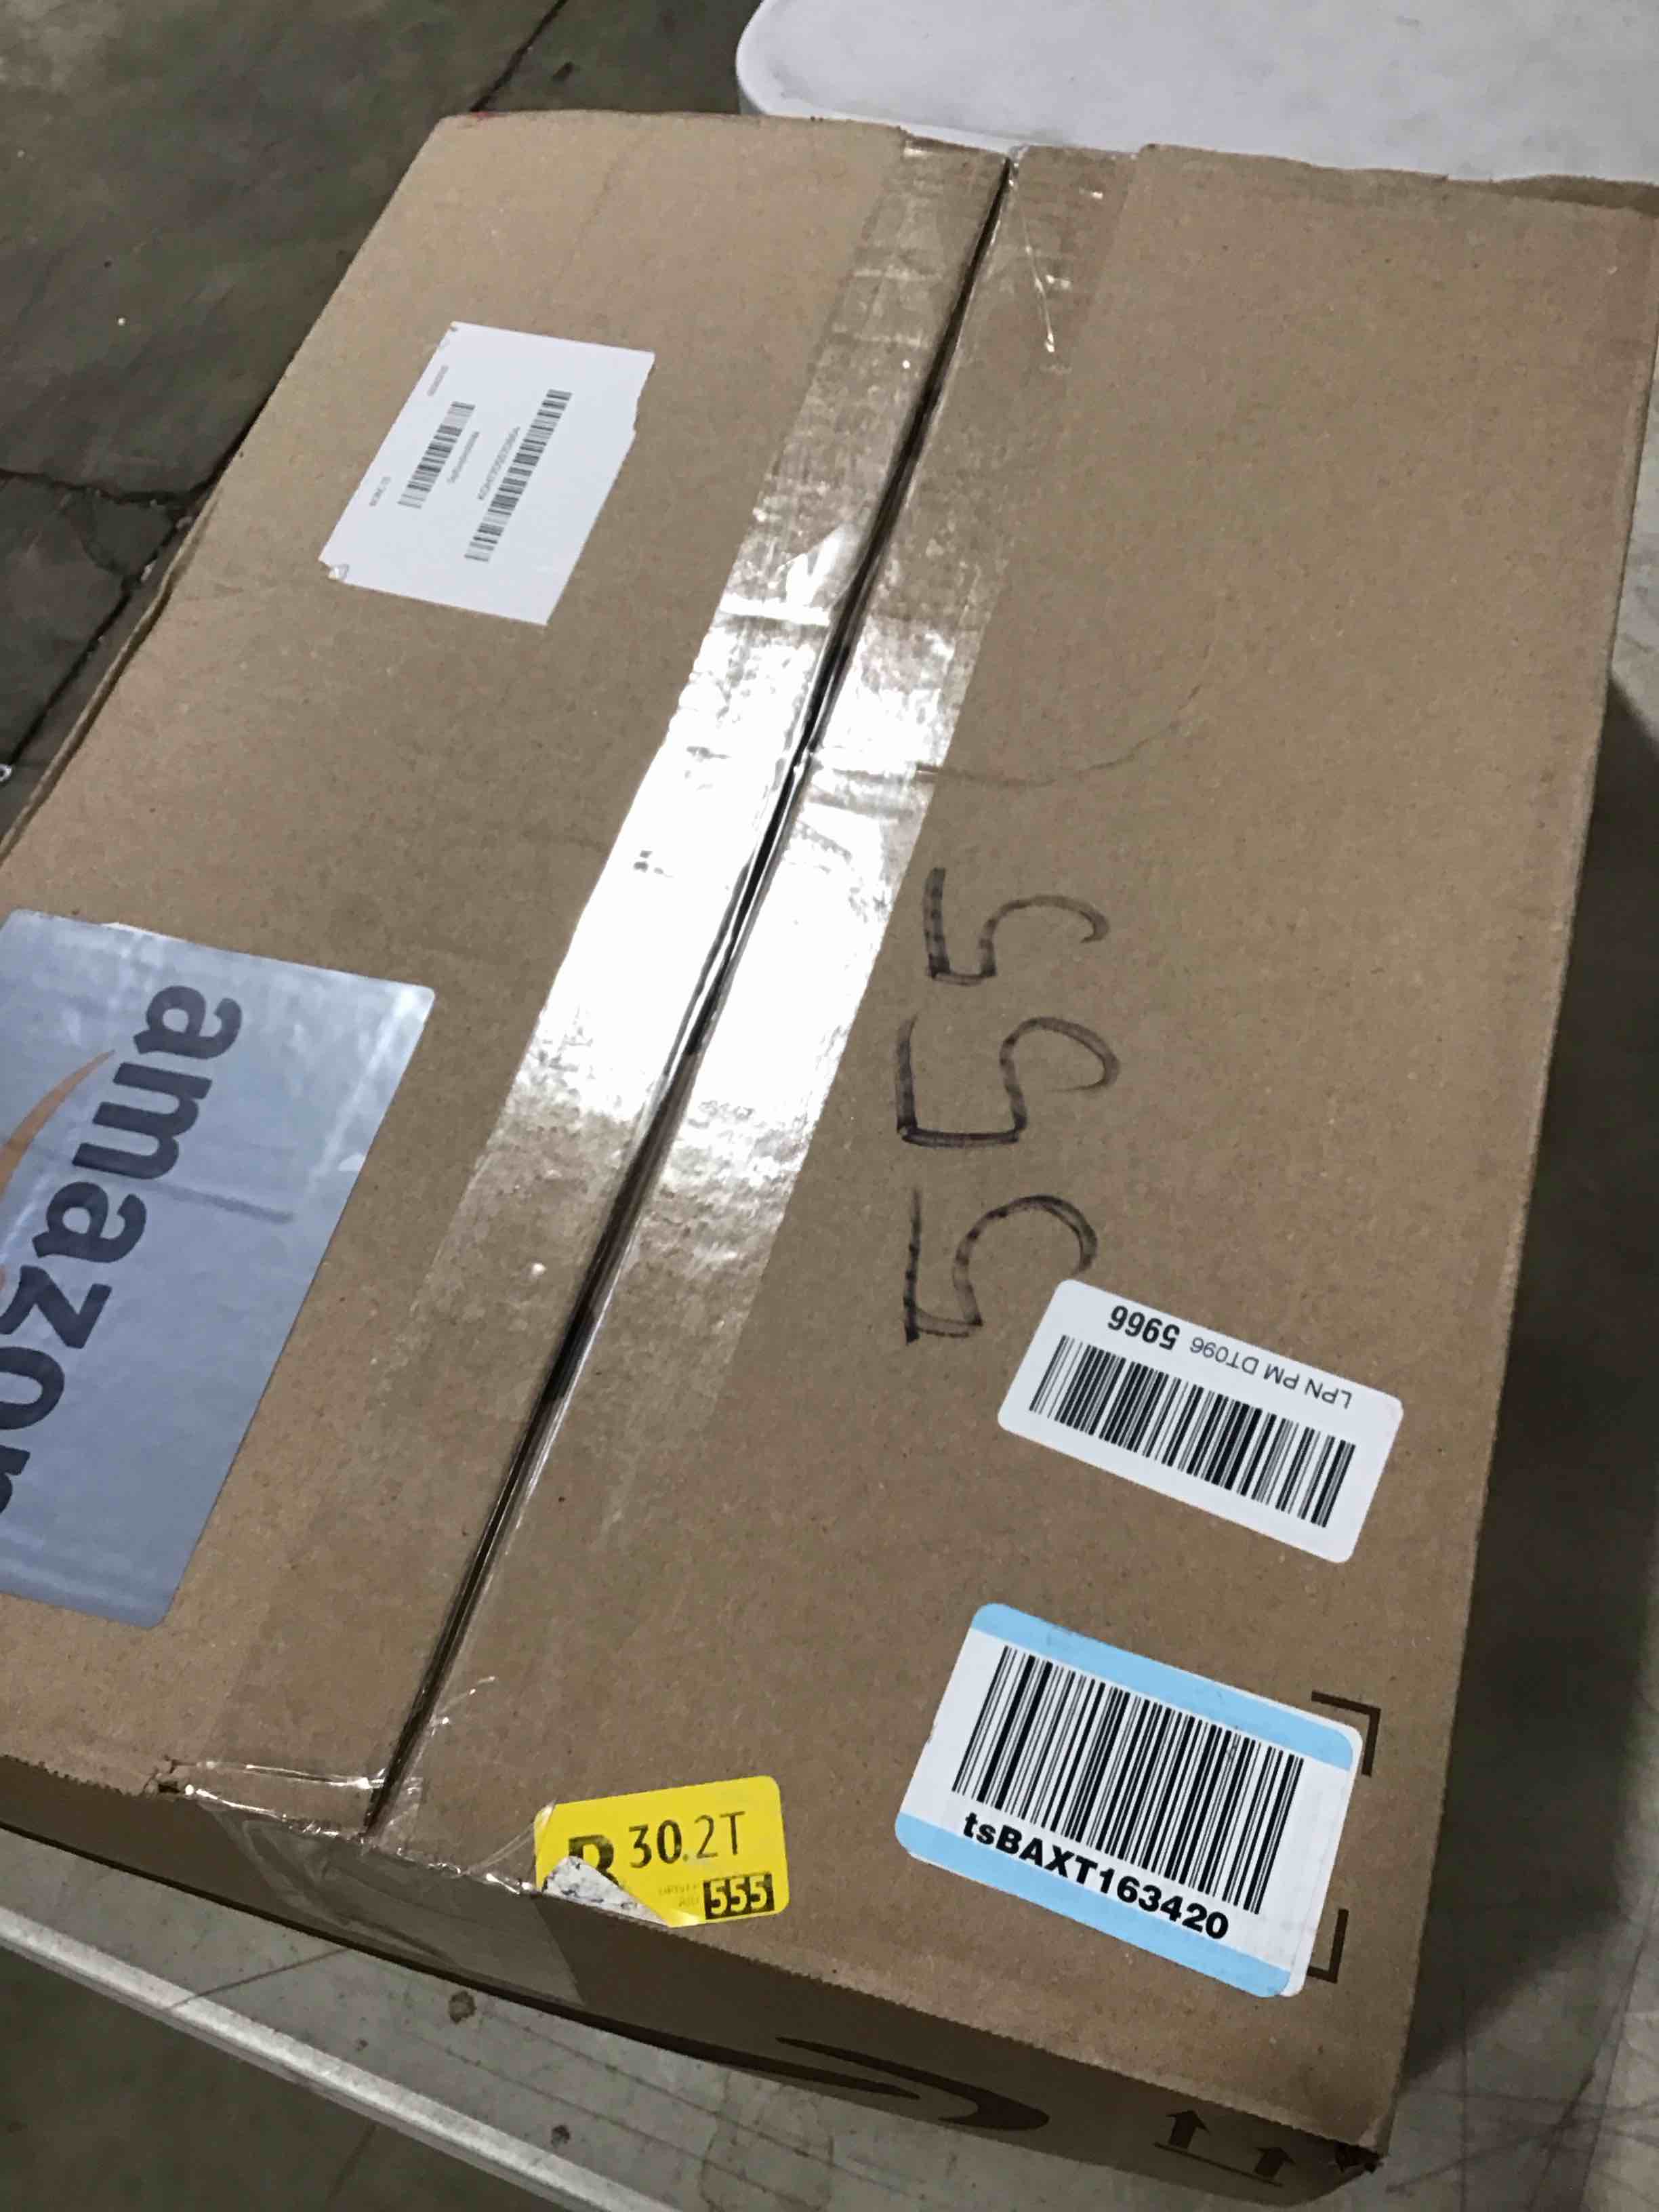 amazon
555
LPN PM DT096 5966
tsBAXT163420
30.2T
555